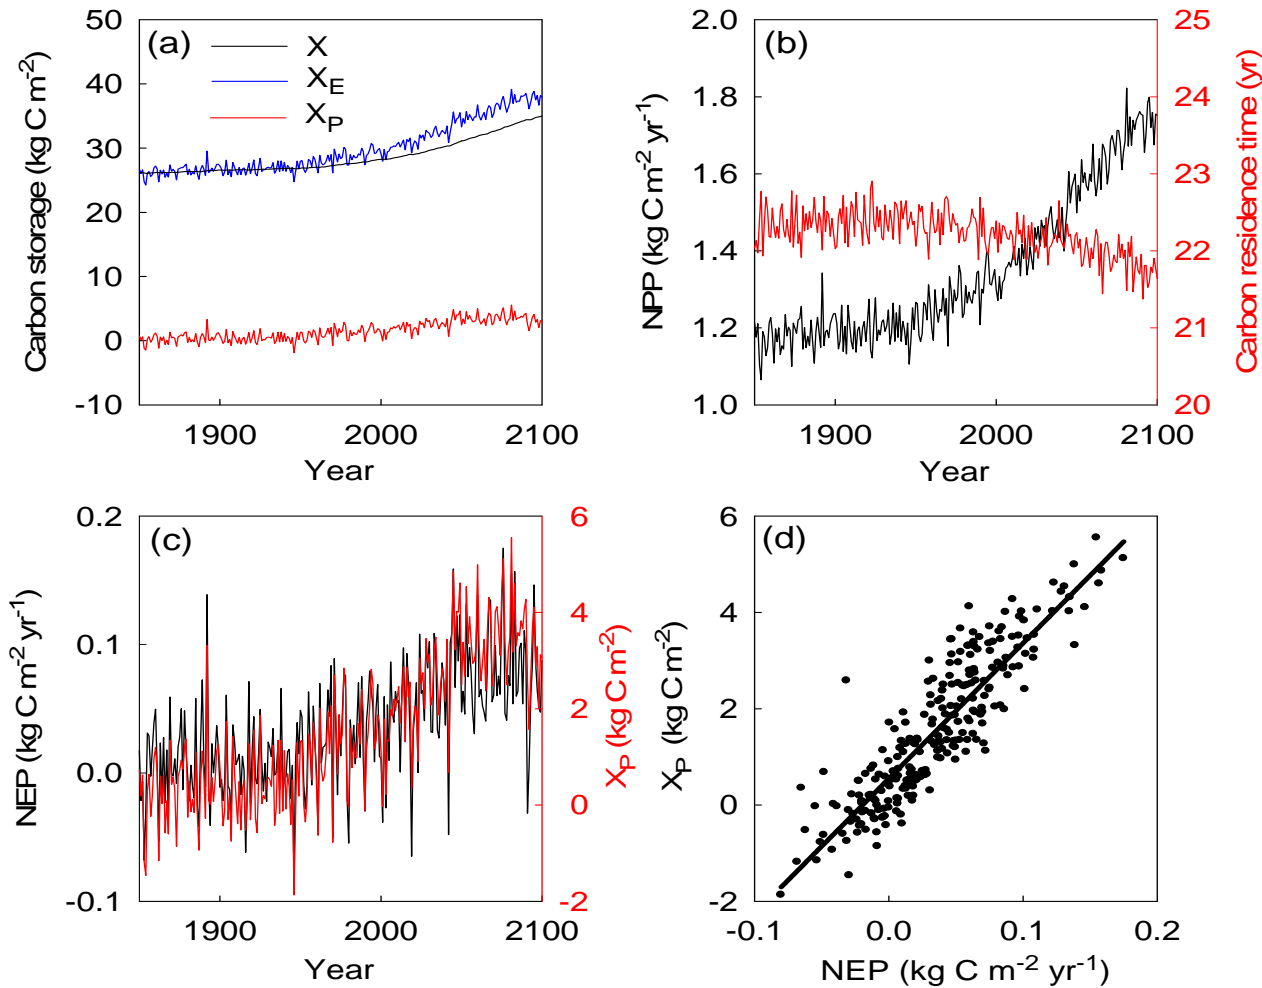 (a)
X
X_E
X_P
50
40
30
20
10
0
-10
Carbon storage (kg C m⁻²)
1900 2000 2100
Year
(b)
2.0
1.8
1.6
1.4
1.2
1.0
NPP (kg C m⁻² yr⁻¹)
25
24
23
22
21
20
Carbon residence time (yr)
1900 2000 2100
Year
(c)
0.2
0.1
0.0
-0.1
NEP (kg C m⁻² yr⁻¹)
6
4
2
0
-2
X_P (kg C m⁻²)
1900 2000 2100
Year
(d)
6
4
2
0
-2
X_P (kg C m⁻²)
-0.1 0.0 0.1 0.2
NEP (kg C m⁻² yr⁻¹)